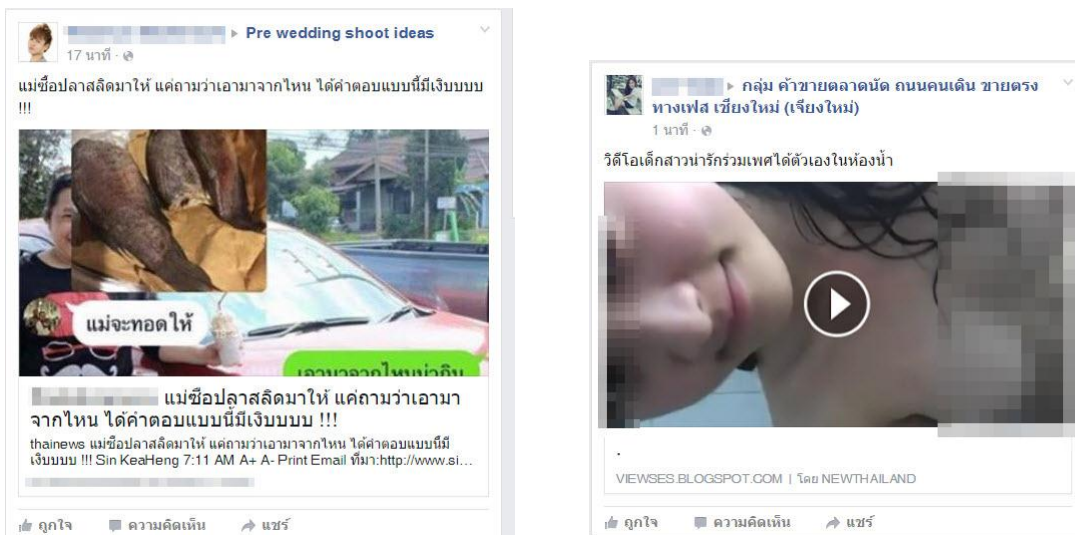 Pre wedding shoot ideas
17 นาที
แม่ซื้อปลาสลิดมาให้ แค่ถามว่าเอามาจากไหน ได้คำตอบแบบนี้มีเงิบบบบ
!!!
แม่จะทอดให้
เอามาจากไหนน่ากิน
แม่ซื้อปลาสลิดมาให้ แค่ถามว่าเอามา
จากไหน ได้คำตอบแบบนี้มีเงิบบบบ !!!
thainews แม่ซื้อปลาสลิดมาให้ แค่ถามว่าเอามาจากไหน ได้คำตอบแบบนี้มี
เงิบบบบ !!! Sin KeaHeng 7:11 AM A+ A- Print Email ที่มา:http://www.si...
ถูกใจ ความคิดเห็น แชร์
กลุ่ม ค้าขายตลาดนัด ถนนคนเดิน ขายตรง
ทางเฟส เชียงใหม่ (เจียงใหม่)
1 นาที
วิดีโอเด็กสาวน่ารักร่วมเพศได้ตัวเองในห้องน้ำ
.
VIEWSES.BLOGSPOT.COM | โดย NEWTHAILAND
ถูกใจ ความคิดเห็น แชร์